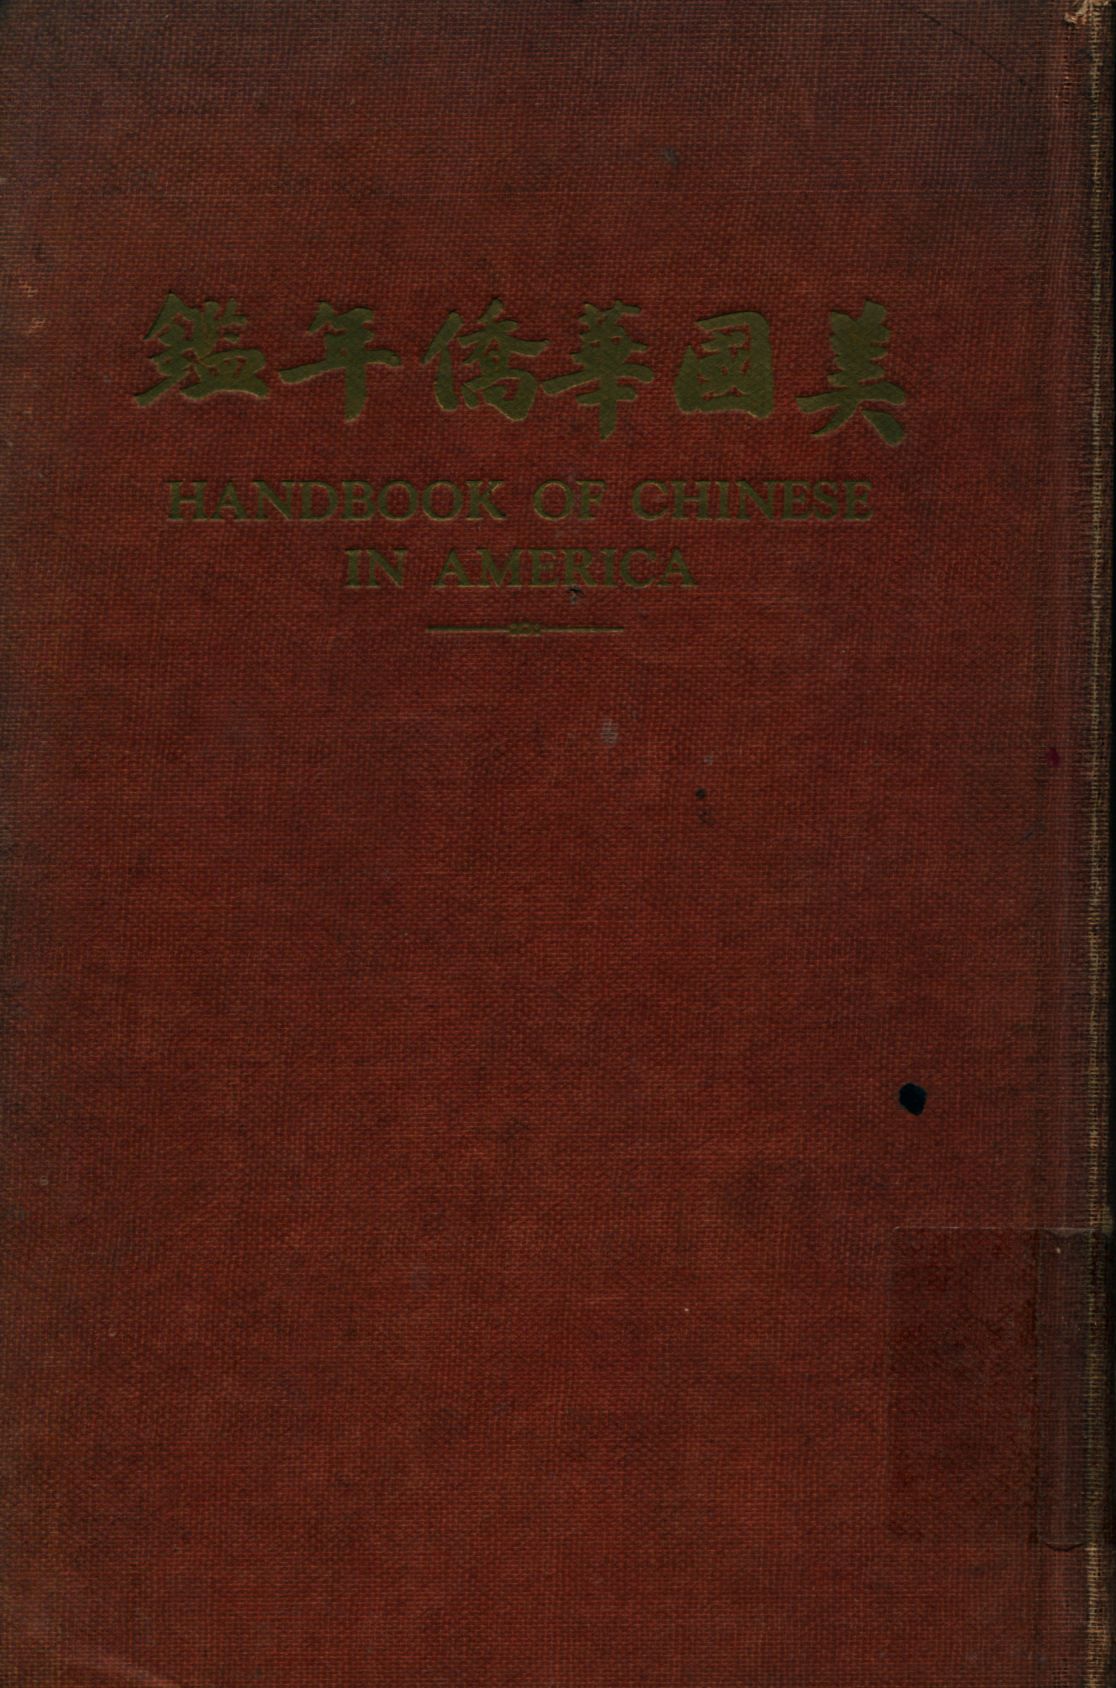 美國華僑年鑑
HANDBOOK OF CHINESE
IN AMERICA